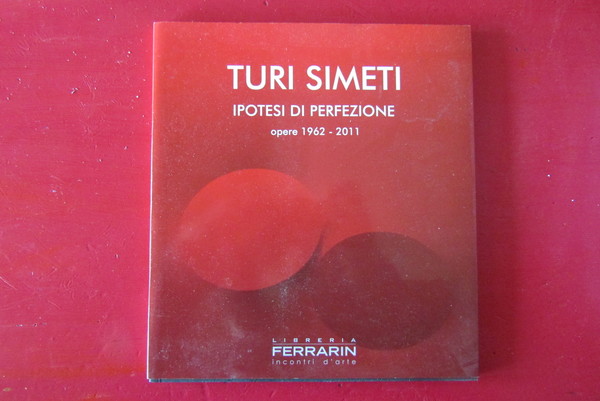 TURI SIMETI
IPOTESI DI PERFEZIONE
opere 1962 - 2011
LIBRERIA
FERRARIN
incontri d'arte